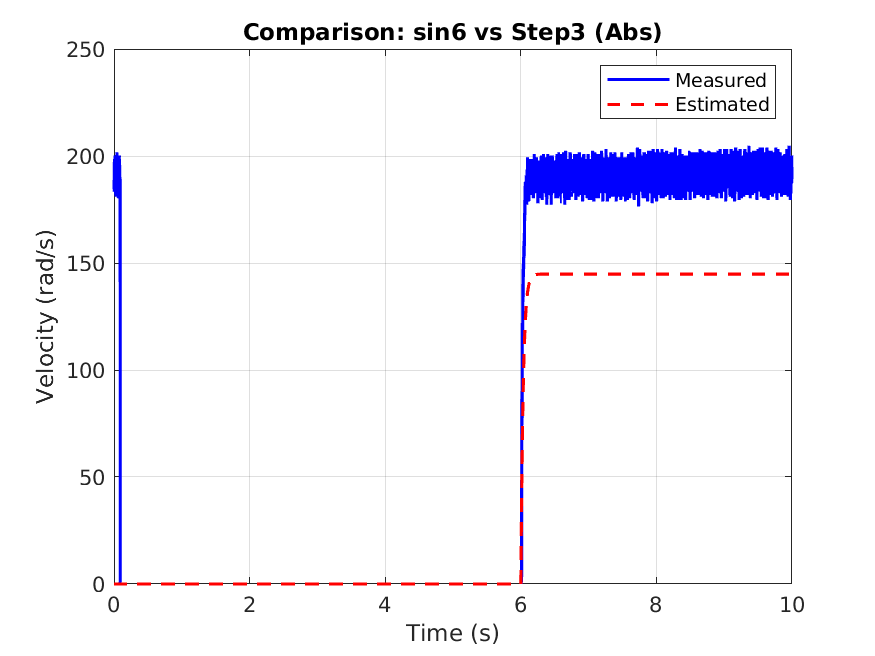 Comparison: sin6 vs Step3 (Abs)
Measured
Estimated
250
200
150
100
50
0
Velocity (rad/s)
0 2 4 6 8 10
Time (s)